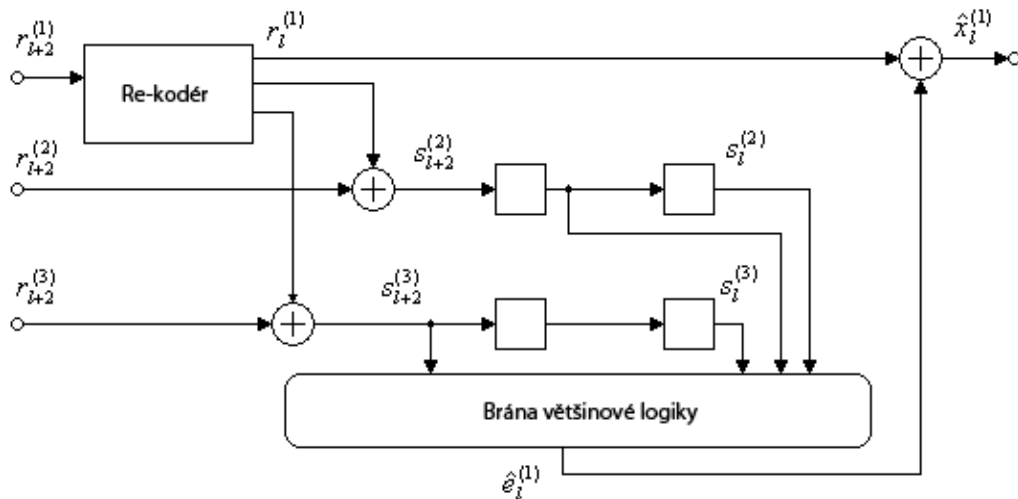 r_{l+2}^{(1)}
r_l^{(1)}
x̂_l^{(1)}
Re-kodér
r_{l+2}^{(2)}
s_{l+2}^{(2)}
s_l^{(2)}
r_{l+2}^{(3)}
s_{l+2}^{(3)}
s_l^{(3)}
Brána většinové logiky
ê_l^{(1)}